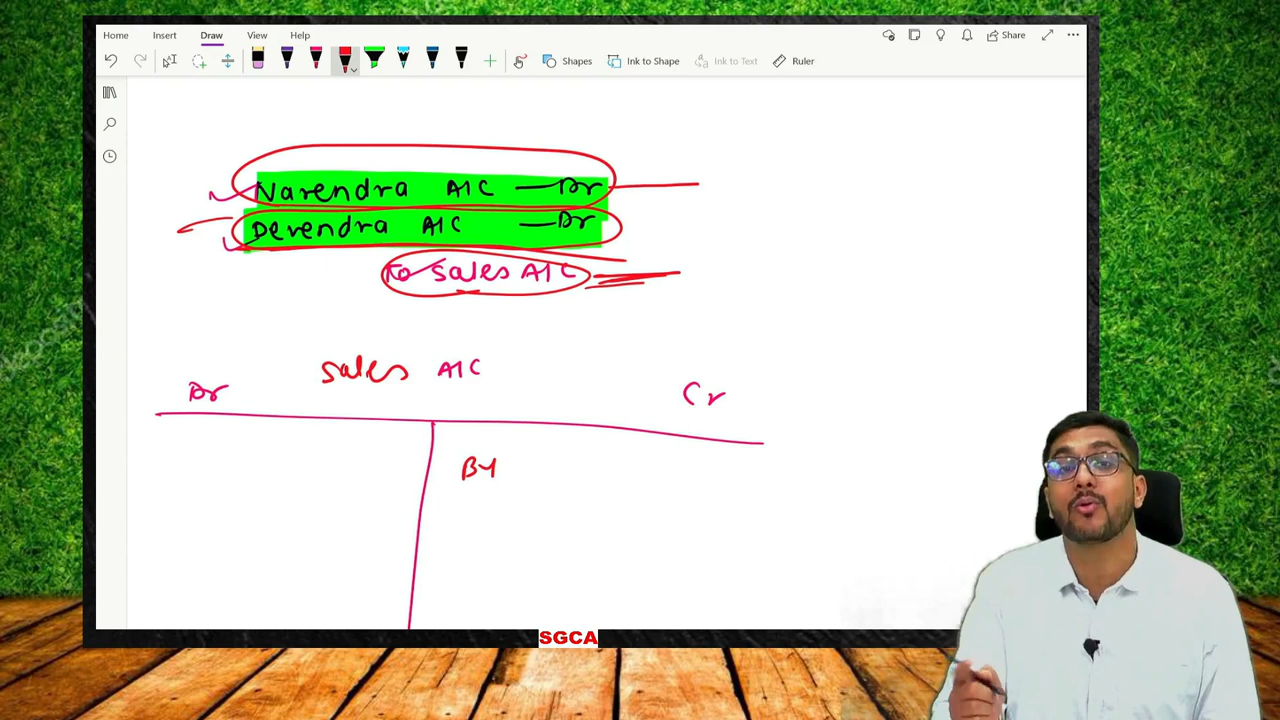 Home Insert Draw View Help Share
Shapes Ink to Shape Ink to Text Ruler
Narendra A/C — Dr
Devendra A/C — Dr
To Sales A/C
Sales A/C
Dr Cr
By
SGCA